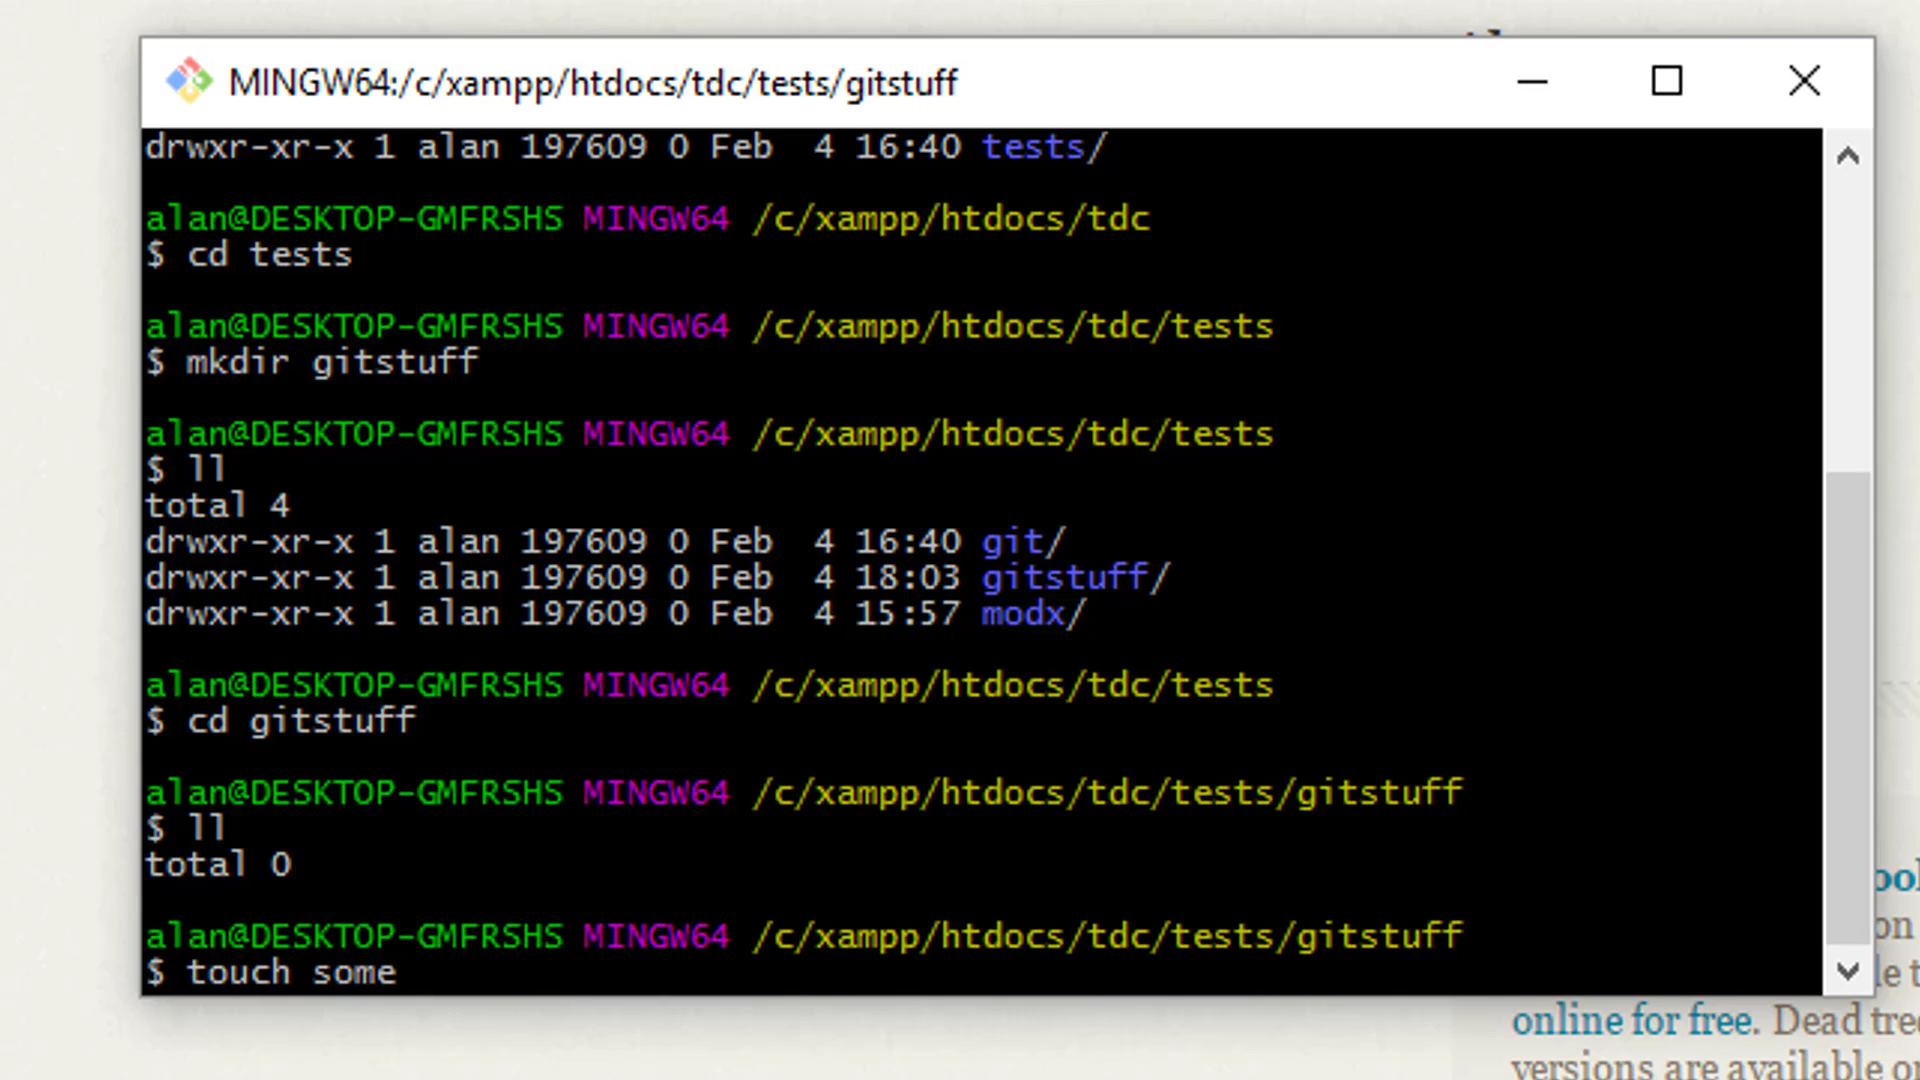 MINGW64:/c/xampp/htdocs/tdc/tests/gitstuff
drwxr-xr-x 1 alan 197609 0 Feb  4 16:40 tests/
alan@DESKTOP-GMFRSHS MINGW64 /c/xampp/htdocs/tdc
$ cd tests
alan@DESKTOP-GMFRSHS MINGW64 /c/xampp/htdocs/tdc/tests
$ mkdir gitstuff
alan@DESKTOP-GMFRSHS MINGW64 /c/xampp/htdocs/tdc/tests
$ ll
total 4
drwxr-xr-x 1 alan 197609 0 Feb  4 16:40 git/
drwxr-xr-x 1 alan 197609 0 Feb  4 18:03 gitstuff/
drwxr-xr-x 1 alan 197609 0 Feb  4 15:57 modx/
alan@DESKTOP-GMFRSHS MINGW64 /c/xampp/htdocs/tdc/tests
$ cd gitstuff
alan@DESKTOP-GMFRSHS MINGW64 /c/xampp/htdocs/tdc/tests/gitstuff
$ ll
total 0
alan@DESKTOP-GMFRSHS MINGW64 /c/xampp/htdocs/tdc/tests/gitstuff
$ touch some
on
online for free. Dead tree
versions are available